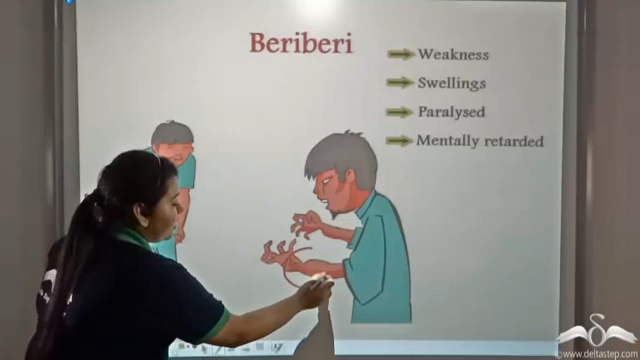 Beriberi
Weakness
Swellings
Paralysed
Mentally retarded
www.deltastep.com